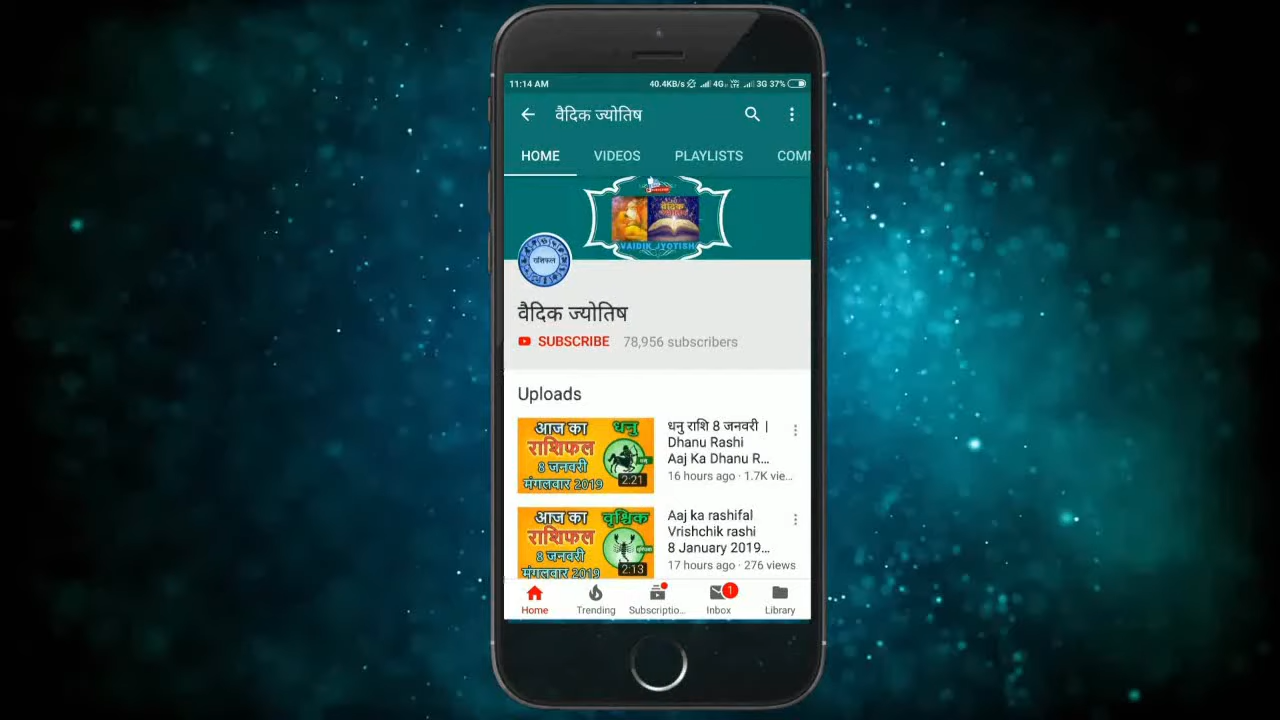 11:14 AM
40.4KB/s 4G 3G 37%
वैदिक ज्योतिष
HOME VIDEOS PLAYLISTS COM
वैदिक
VAIDIK JYOTISH
राशिफल
वैदिक ज्योतिष
SUBSCRIBE 78,956 subscribers
Uploads
आज का धनु
राशिफल
8 जनवरी
मंगलवार 2019
2:21
धनु राशि 8 जनवरी |
Dhanu Rashi
Aaj Ka Dhanu R...
16 hours ago · 1.7K vie...
आज का वृश्चिक
राशिफल
8 जनवरी
मंगलवार 2019
2:13
Aaj ka rashifal
Vrishchik rashi
8 January 2019...
17 hours ago · 276 views
1
Home Trending Subscriptio... Inbox Library